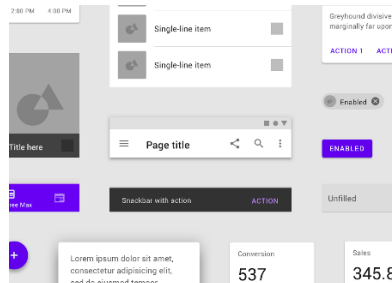 2:00 PM 4:00 PM
Single-line item
Single-line item
Greyhound divisive
marginally far upon
ACTION 1
Enabled
Title here
Page title
ENABLED
Snackbar with action ACTION
Unfilled
Lorem ipsum dolor sit amet,
consectetur adipisicing elit,
Conversion
537
Sales
345.8